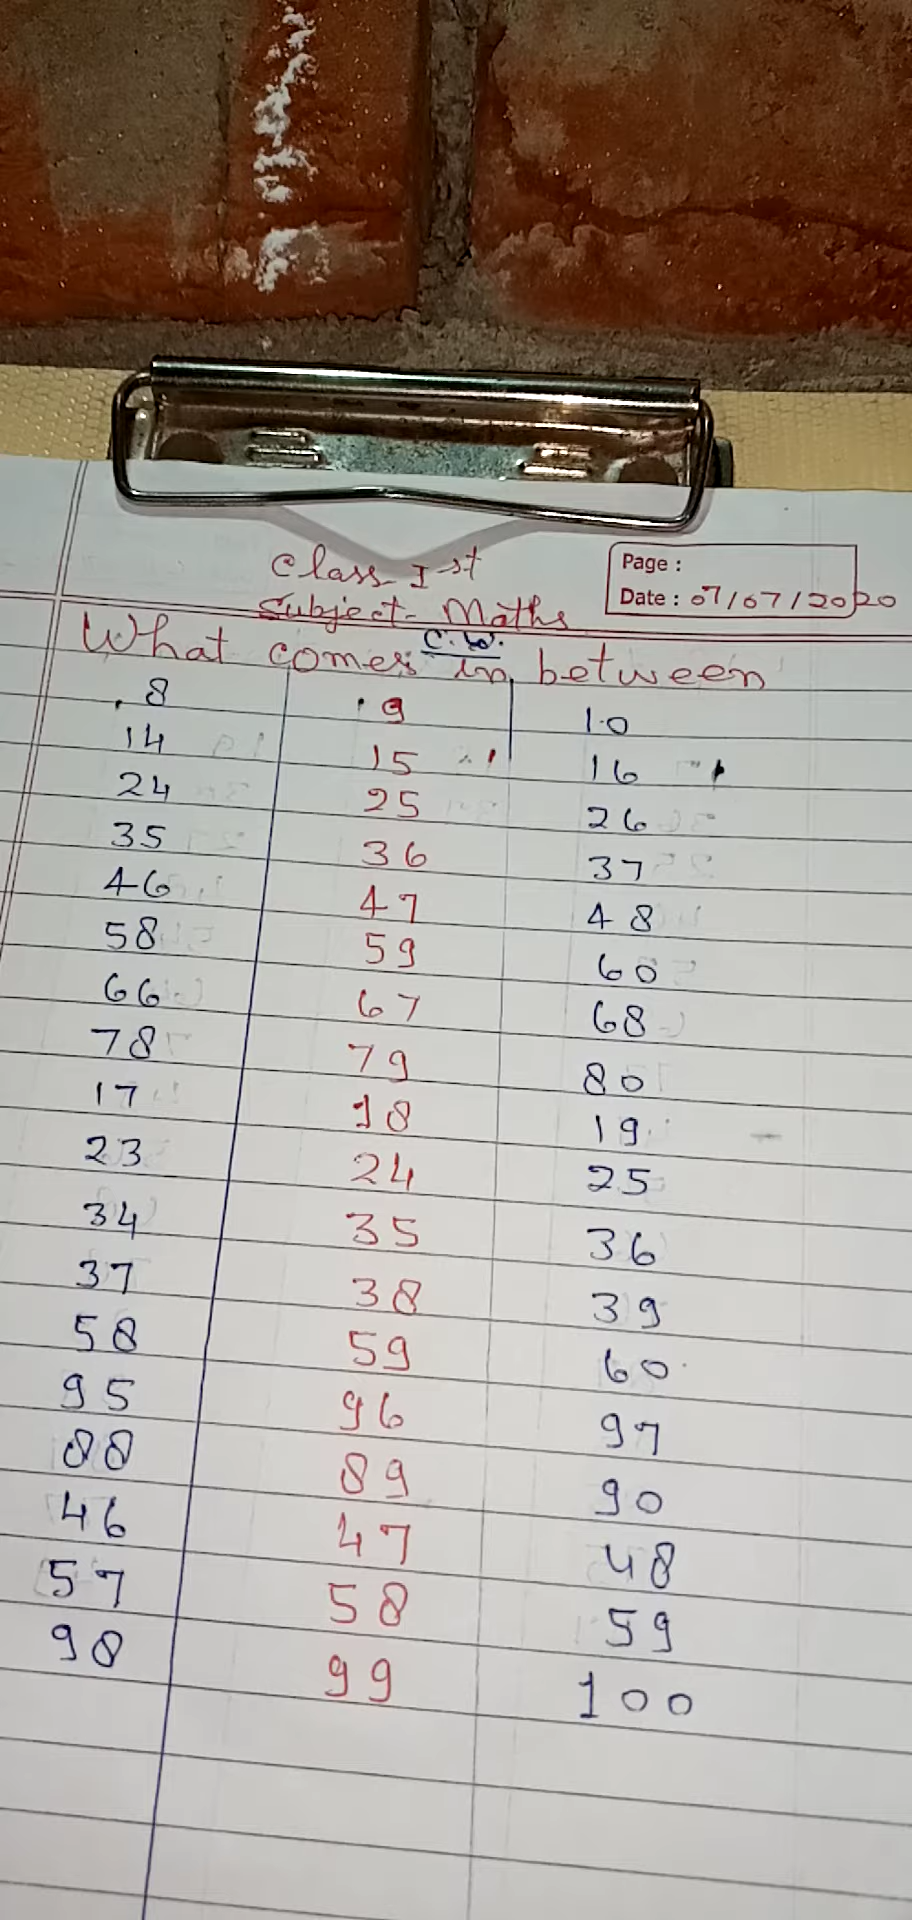 Class Ist
Page :
Subject- Maths
Date : 07/07/2020
C.W.
What comes in between
8 9 10
14 15 16
24 25 26
35 36 37
46 47 48
58 59 60
66 67 68
78 79 80
17 18 19
23 24 25
34 35 36
37 38 39
58 59 60
95 96 97
88 89 90
46 47 48
57 58 59
98 99 100